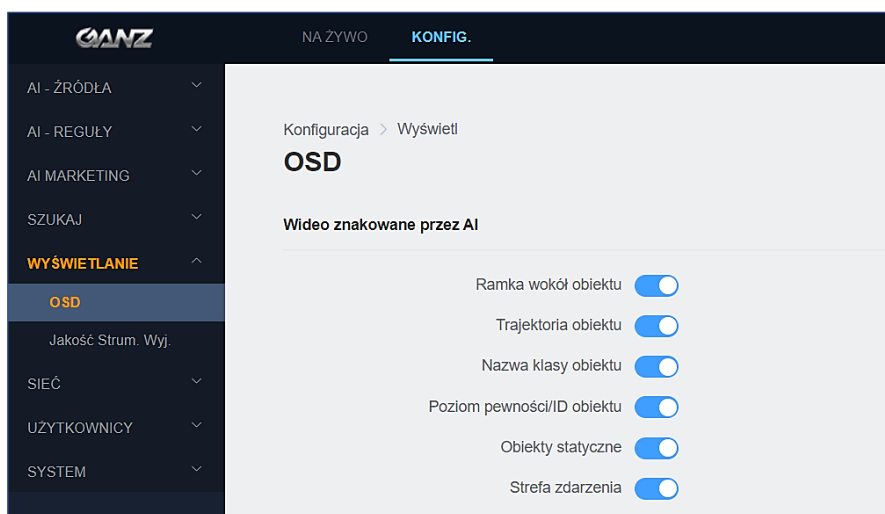 GANZ
NA ŻYWO
KONFIG.
AI - ŹRÓDŁA
AI - REGUŁY
AI MARKETING
SZUKAJ
WYŚWIETLANIE
OSD
Jakość Strum. Wyj.
SIEĆ
UŻYTKOWNICY
SYSTEM
Konfiguracja > Wyświetl
OSD
Wideo znakowane przez AI
Ramka wokół obiektu
Trajektoria obiektu
Nazwa klasy obiektu
Poziom pewności/ID obiektu
Obiekty statyczne
Strefa zdarzenia